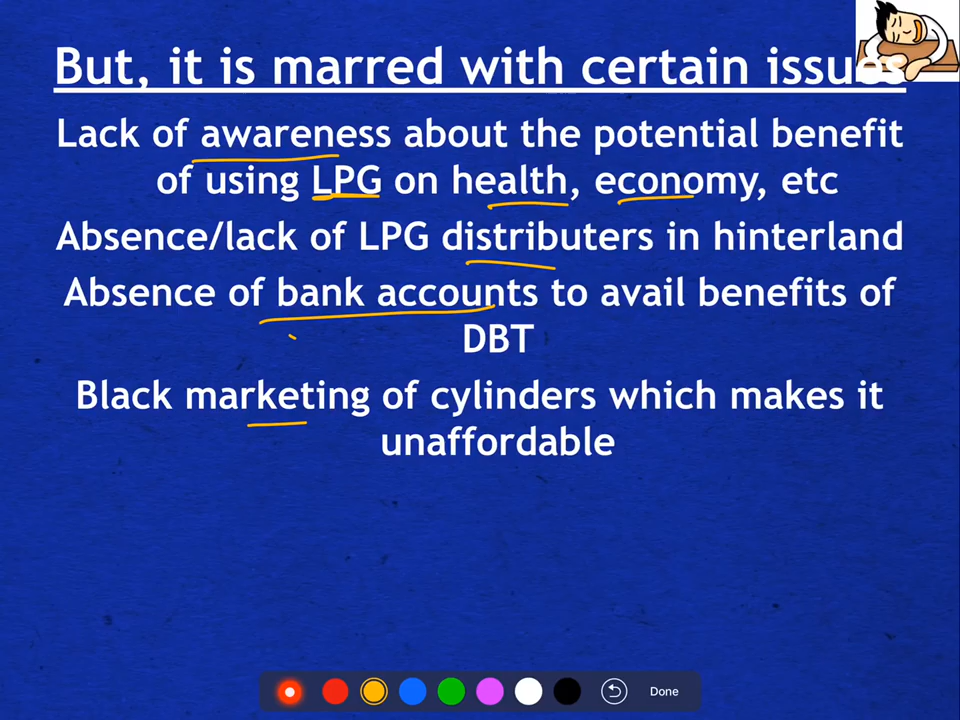 But, it is marred with certain issues
Lack of awareness about the potential benefit
of using LPG on health, economy, etc
Absence/lack of LPG distributers in hinterland
Absence of bank accounts to avail benefits of
DBT
Black marketing of cylinders which makes it
unaffordable
Done